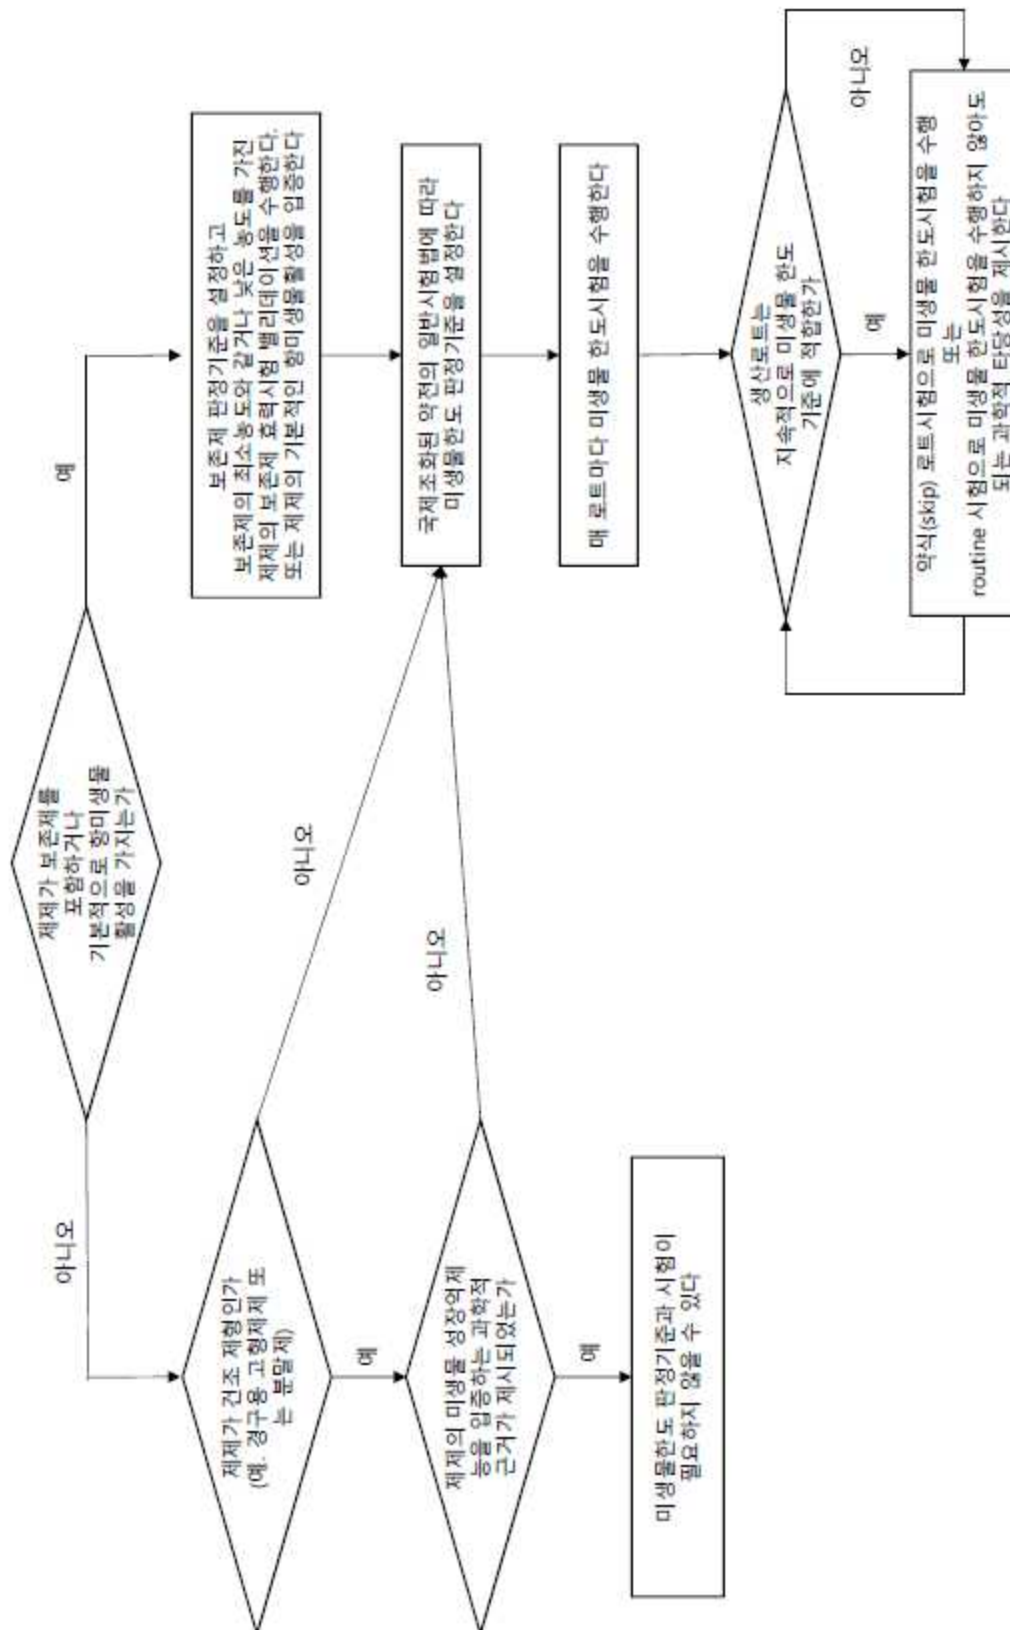 제제가 보존제를
포함하거나
기본적으로 항미생물
활성을 가지는가
아니오
예
제제가 건조 제형인가
(예. 경구용 고형제제 또
는 분말제)
예
아니오
제제의 미생물 성장억제
능을 입증하는 과학적
근거가 제시되었는가
예
아니오
미생물한도 판정기준과 시험이
필요하지 않을 수 있다
보존제 판정기준을 설정하고
보존제의 최소농도와 같거나 낮은 농도를 가진
제제의 보존제 효력시험 밸리데이션을 수행한다.
또는 제제의 기본적인 항미생물활성을 입증한다
국제조화된 약전의 일반시험법에 따라
미생물한도 판정기준을 설정한다
매 로트마다 미생물 한도시험을 수행한다
생산로트는
지속적으로 미생물 한도
기준에 적합한가
아니오
예
약식(skip) 로트시험으로 미생물 한도시험을 수행
또는
routine 시험으로 미생물 한도시험을 수행하지 않아도
되는 과학적 타당성을 제시한다